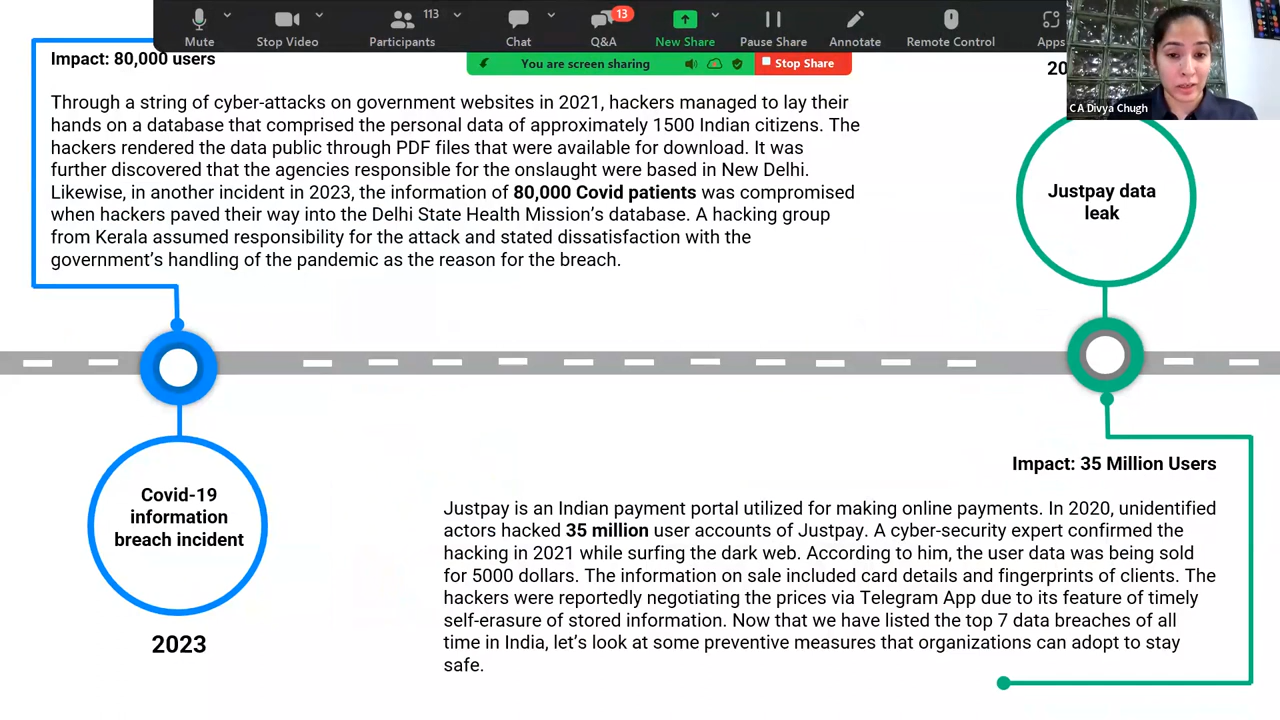 Mute
Stop Video
113
Participants
Chat
13
Q&A
New Share
Pause Share
Annotate
Remote Control
Apps
You are screen sharing
Stop Share
CA Divya Chugh
Impact: 80,000 users
Through a string of cyber-attacks on government websites in 2021, hackers managed to lay their
hands on a database that comprised the personal data of approximately 1500 Indian citizens. The
hackers rendered the data public through PDF files that were available for download. It was
further discovered that the agencies responsible for the onslaught were based in New Delhi.
Likewise, in another incident in 2023, the information of 80,000 Covid patients was compromised
when hackers paved their way into the Delhi State Health Mission's database. A hacking group
from Kerala assumed responsibility for the attack and stated dissatisfaction with the
government's handling of the pandemic as the reason for the breach.
Justpay data
leak
Covid-19
information
breach incident
2023
Impact: 35 Million Users
Justpay is an Indian payment portal utilized for making online payments. In 2020, unidentified
actors hacked 35 million user accounts of Justpay. A cyber-security expert confirmed the
hacking in 2021 while surfing the dark web. According to him, the user data was being sold
for 5000 dollars. The information on sale included card details and fingerprints of clients. The
hackers were reportedly negotiating the prices via Telegram App due to its feature of timely
self-erasure of stored information. Now that we have listed the top 7 data breaches of all
time in India, let's look at some preventive measures that organizations can adopt to stay
safe.